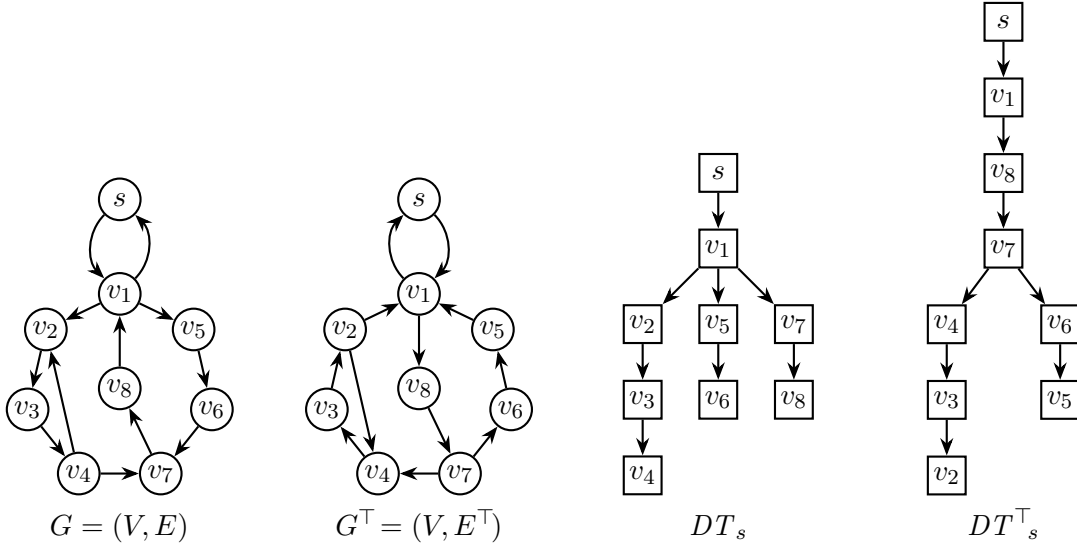 s
v₁
v₂
v₅
v₃
v₈
v₆
v₄
v₇
G = (V, E)
s
v₁
v₂
v₅
v₃
v₈
v₆
v₄
v₇
G⊤ = (V, E⊤)
s
v₁
v₂ v₅ v₇
v₃ v₆ v₈
v₄
DTₛ
s
v₁
v₈
v₇
v₄ v₆
v₃ v₅
v₂
DT⊤ₛ